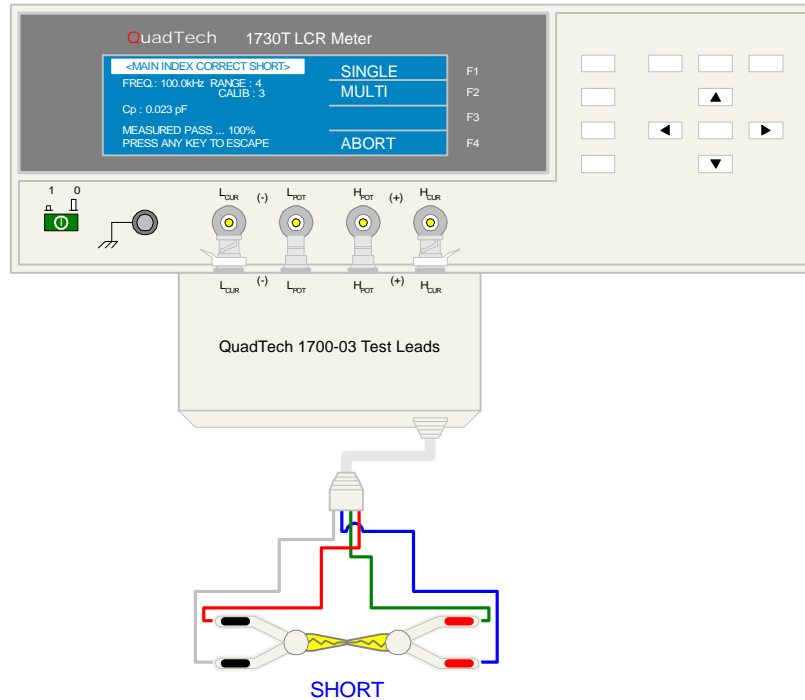 QuadTech 1730T LCR Meter
<MAIN INDEX CORRECT SHORT>
FREQ.: 100.0kHz RANGE : 4
CALIB : 3
Cp : 0.023 pF
MEASURED PASS ... 100%
PRESS ANY KEY TO ESCAPE
SINGLE
MULTI
ABORT
F1
F2
F3
F4
1 0
LCUR (-) LPOT HPOT (+) HCUR
LCUR (-) LPOT HPOT (+) HCUR
QuadTech 1700-03 Test Leads
SHORT